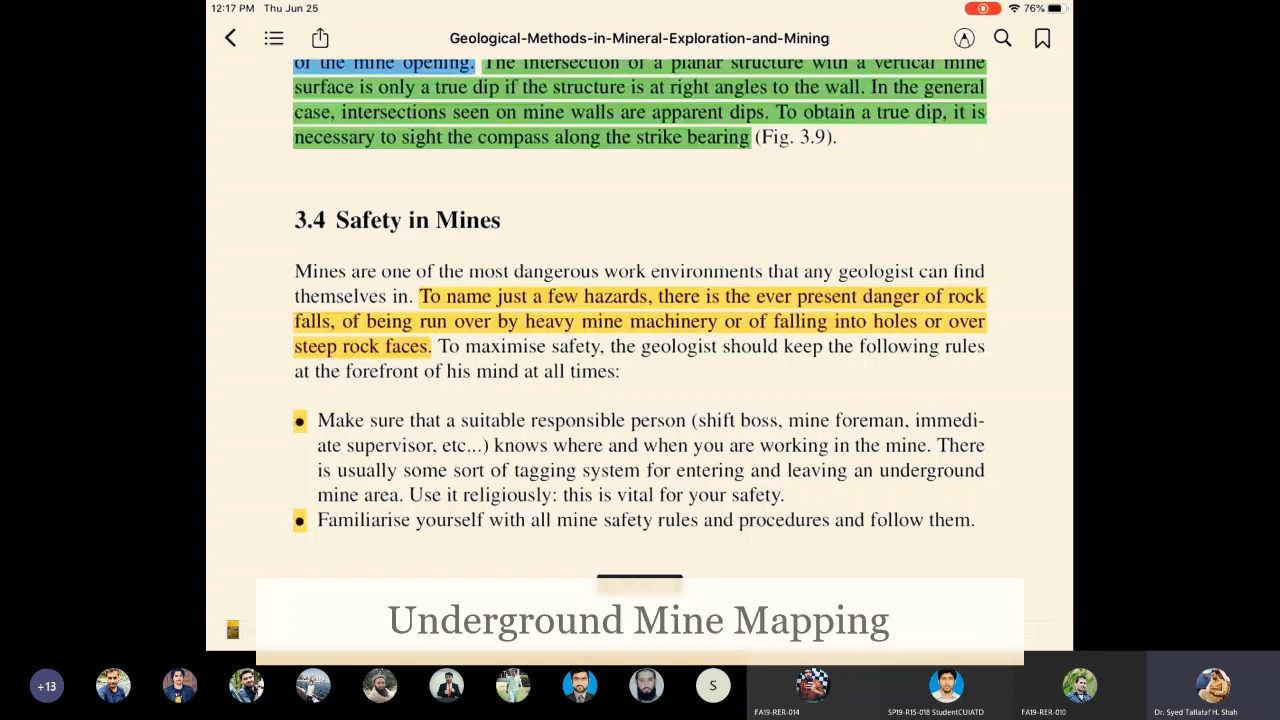 12:17 PM Thu Jun 25
76%
Geological-Methods-in-Mineral-Exploration-and-Mining
of the mine opening. The intersection of a planar structure with a vertical mine
surface is only a true dip if the structure is at right angles to the wall. In the general
case, intersections seen on mine walls are apparent dips. To obtain a true dip, it is
necessary to sight the compass along the strike bearing (Fig. 3.9).
3.4 Safety in Mines
Mines are one of the most dangerous work environments that any geologist can find
themselves in. To name just a few hazards, there is the ever present danger of rock
falls, of being run over by heavy mine machinery or of falling into holes or over
steep rock faces. To maximise safety, the geologist should keep the following rules
at the forefront of his mind at all times:
● Make sure that a suitable responsible person (shift boss, mine foreman, immedi-
ate supervisor, etc...) knows where and when you are working in the mine. There
is usually some sort of tagging system for entering and leaving an underground
mine area. Use it religiously: this is vital for your safety.
● Familiarise yourself with all mine safety rules and procedures and follow them.
Underground Mine Mapping
+13
S
FA19-RER-014
SP19-R15-018 StudentCUIATD
FA19-RER-010
Dr. Syed Tallataf H. Shah